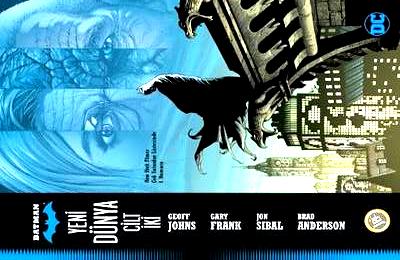 BATMAN
YENİ
DÜNYA
CİLT
İKİ
GEOFF
JOHNS
GARY
FRANK
JON
SIBAL
BRAD
ANDERSON
New York Times
Çok Satanlar Listesinde
1 Numara
DC